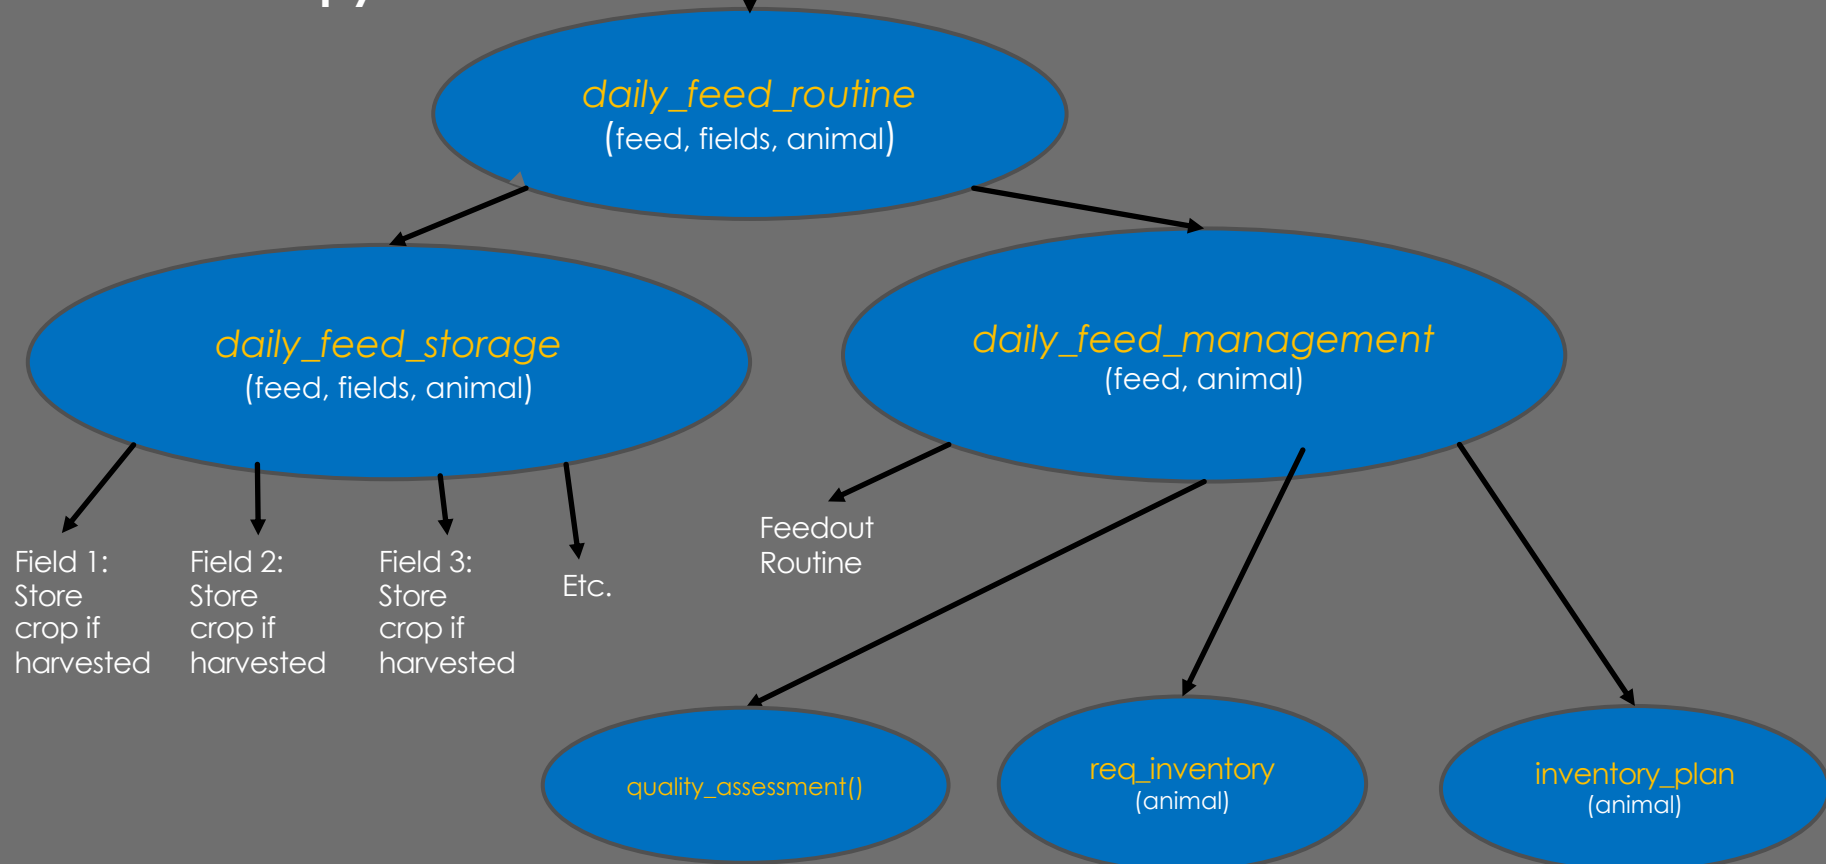 daily_feed_routine
(feed, fields, animal)
daily_feed_storage
(feed, fields, animal)
daily_feed_management
(feed, animal)
Field 1:
Store
crop if
harvested
Field 2:
Store
crop if
harvested
Field 3:
Store
crop if
harvested
Etc.
Feedout
Routine
quality_assessment()
req_inventory
(animal)
inventory_plan
(animal)